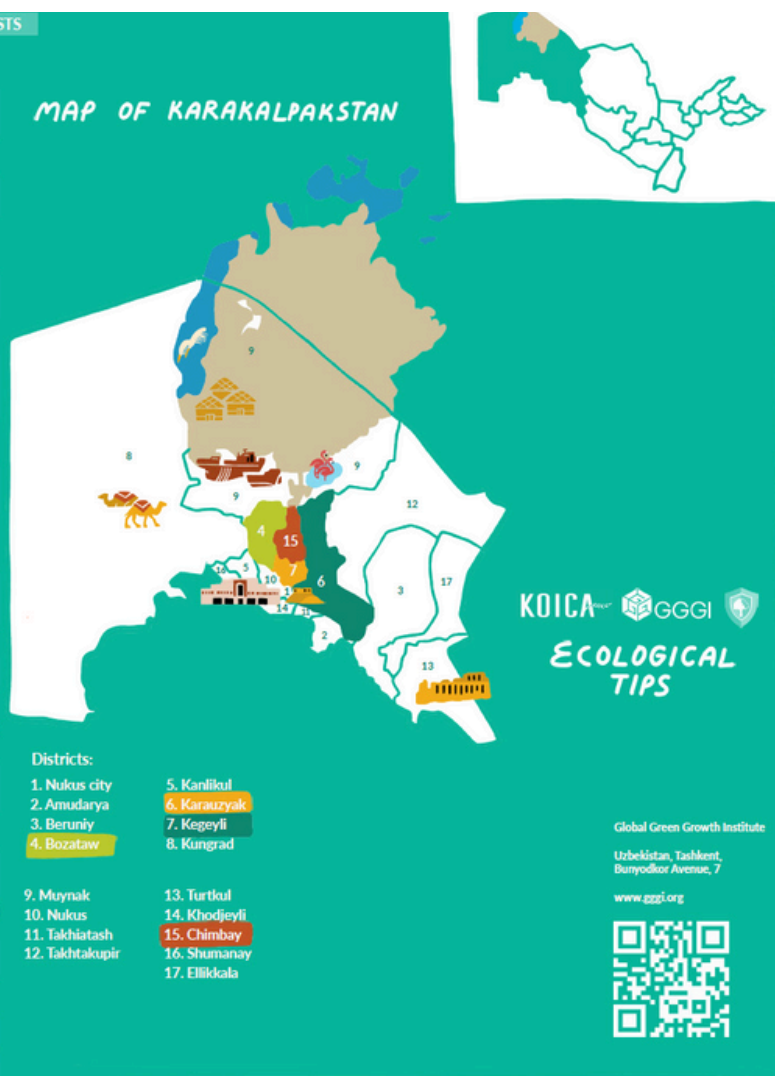 STS
MAP OF KARAKALPAKSTAN
9
8
9
9
12
4
15
16
5
7
10
6
3
17
14
2
13
KOICA GGGI
ECOLOGICAL
TIPS
Districts:
1. Nukus city
2. Amudarya
3. Beruniy
4. Bozataw
5. Kanlikul
6. Karauzyak
7. Kegeyli
8. Kungrad
9. Muynak
10. Nukus
11. Takhiatash
12. Takhtakupir
13. Turtkul
14. Khodjeyli
15. Chimbay
16. Shumanay
17. Ellikkala
Global Green Growth Institute
Uzbekistan, Tashkent,
Bunyodkor Avenue, 7
www.gggi.org